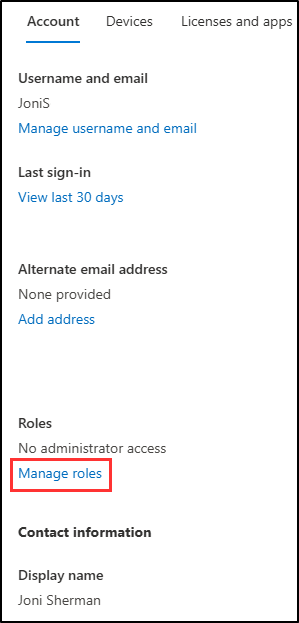 Account Devices Licenses and apps
Username and email
JoniS
Manage username and email
Last sign-in
View last 30 days
Alternate email address
None provided
Add address
Roles
No administrator access
Manage roles
Contact information
Display name
Joni Sherman